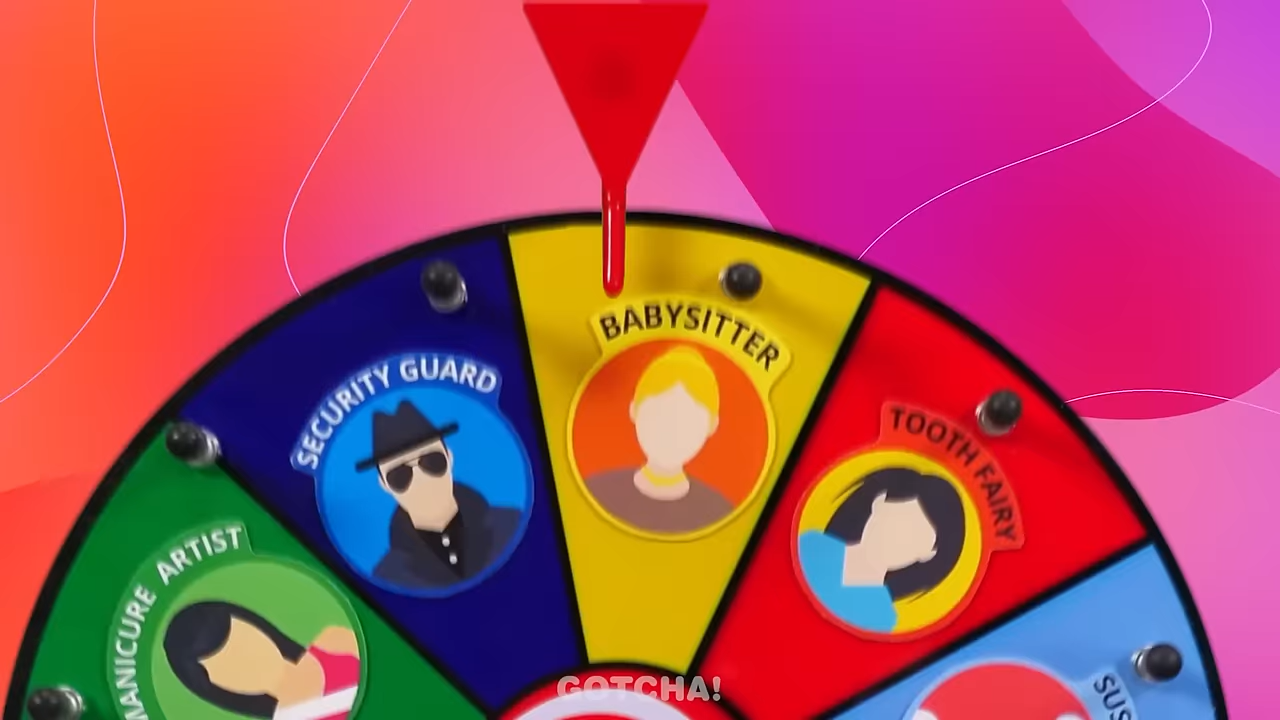 MANICURE ARTIST
SECURITY GUARD
BABYSITTER
TOOTH FAIRY
GOTCHA!